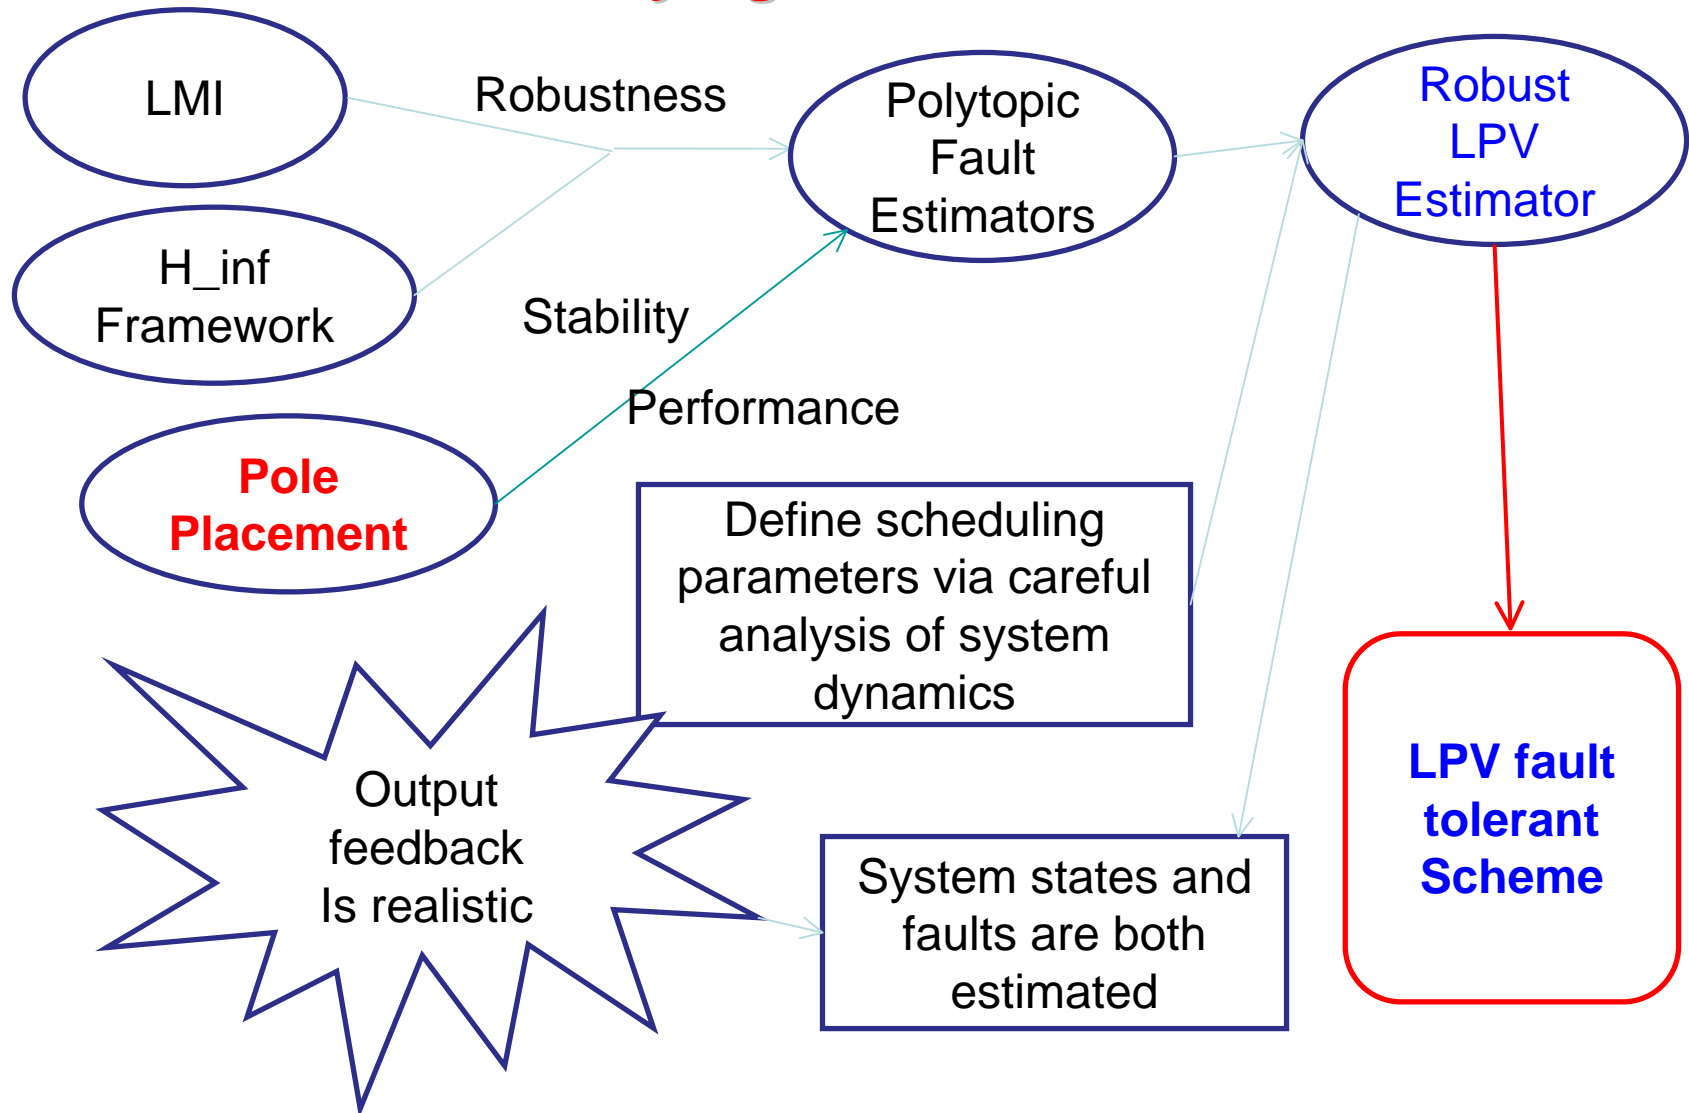 LMI
Robustness
Polytopic
Fault
Estimators
Robust
LPV
Estimator
H_inf
Framework
Stability
Performance
Pole
Placement
Define scheduling
parameters via careful
analysis of system
dynamics
Output
feedback
Is realistic
System states and
faults are both
estimated
LPV fault
tolerant
Scheme